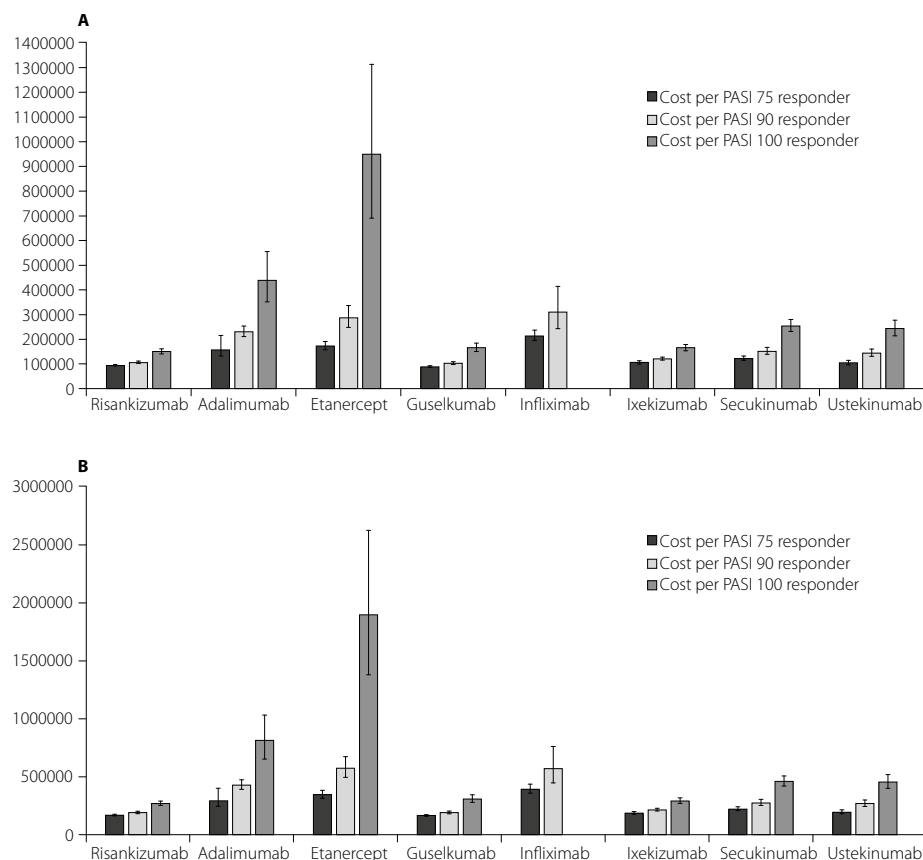 A
1400000
1300000
1200000
1100000
1000000
900000
800000
700000
600000
500000
400000
300000
200000
100000
0
Cost per PASI 75 responder
Cost per PASI 90 responder
Cost per PASI 100 responder
Risankizumab Adalimumab Etanercept Guselkumab Infliximab Ixekizumab Secukinumab Ustekinumab
B
3000000
2500000
2000000
1500000
1000000
500000
0
Cost per PASI 75 responder
Cost per PASI 90 responder
Cost per PASI 100 responder
Risankizumab Adalimumab Etanercept Guselkumab Infliximab Ixekizumab Secukinumab Ustekinumab